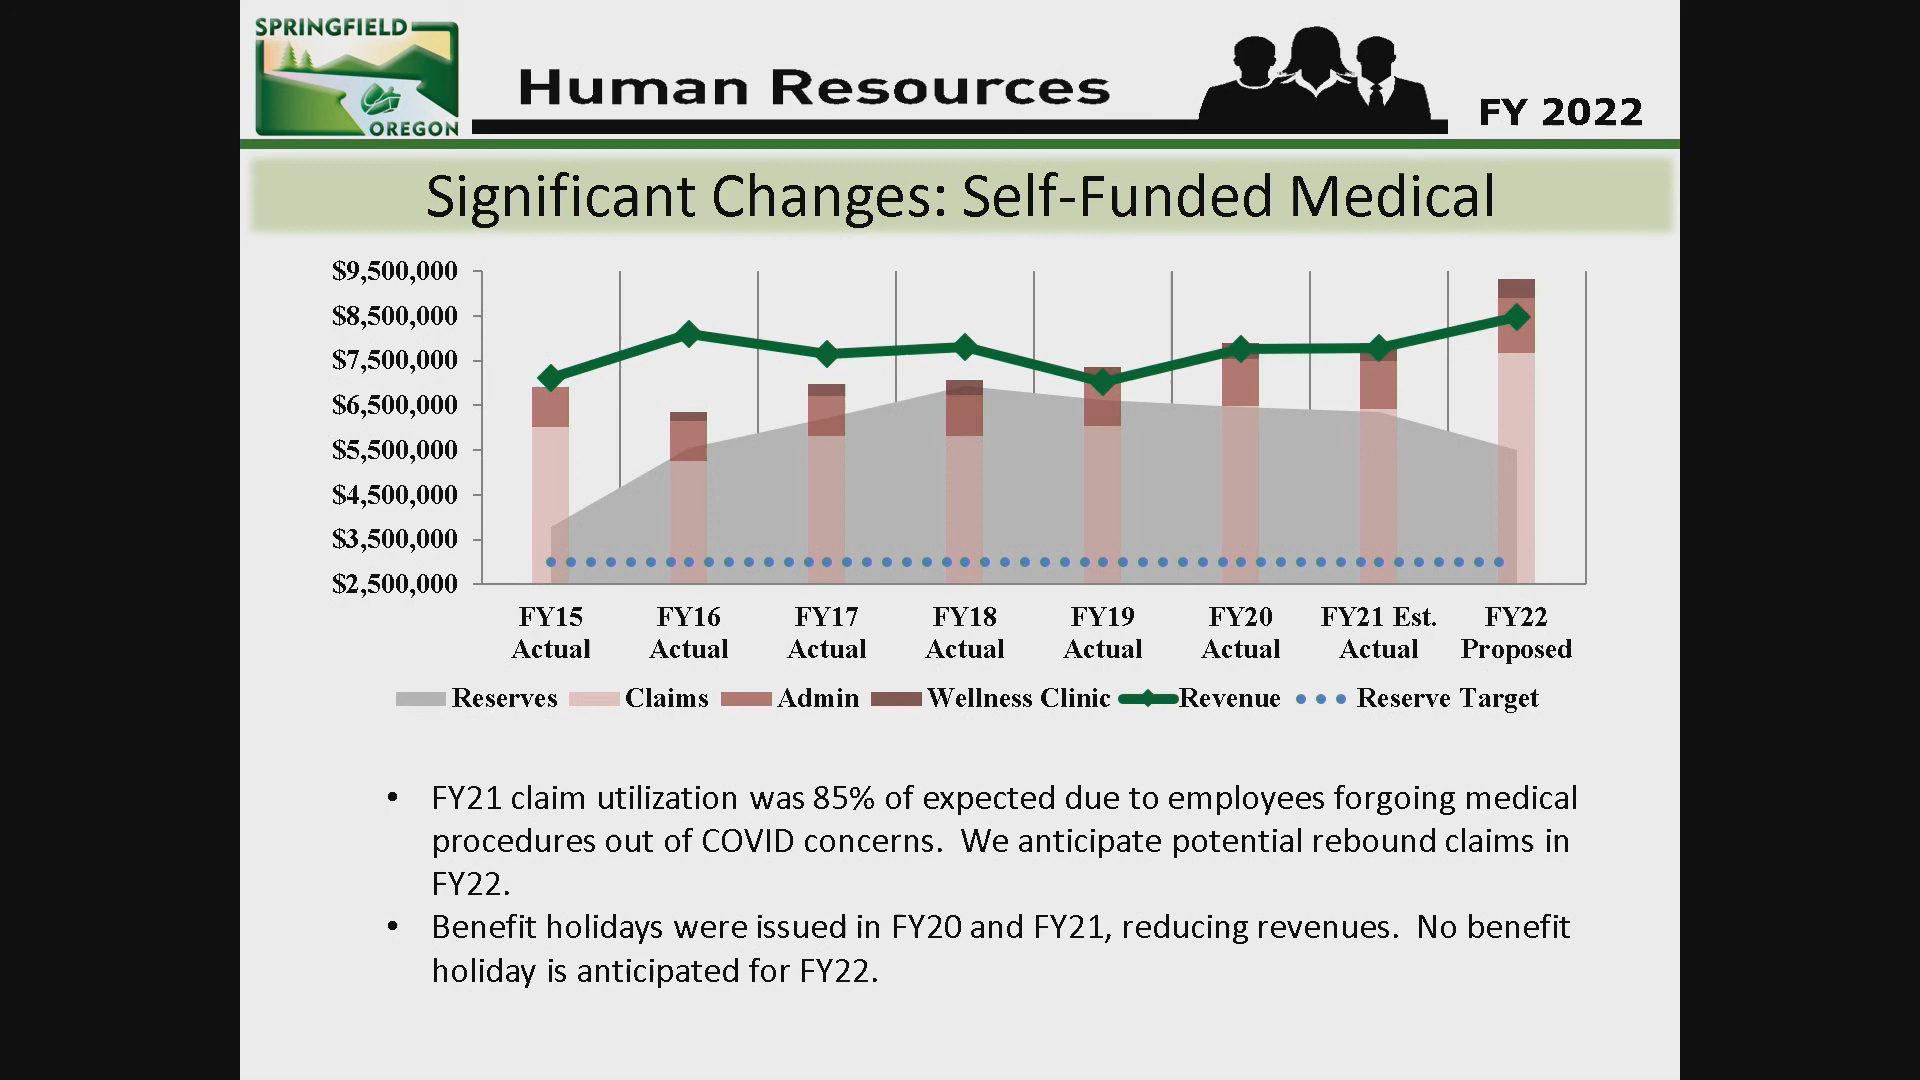 SPRINGFIELD
OREGON
Human Resources
FY 2022
Significant Changes: Self-Funded Medical
$9,500,000
$8,500,000
$7,500,000
$6,500,000
$5,500,000
$4,500,000
$3,500,000
$2,500,000
FY15 FY16 FY17 FY18 FY19 FY20 FY21 Est. FY22
Actual Actual Actual Actual Actual Actual Actual Proposed
Reserves Claims Admin Wellness Clinic Revenue Reserve Target
• FY21 claim utilization was 85% of expected due to employees forgoing medical
procedures out of COVID concerns.  We anticipate potential rebound claims in
FY22.
• Benefit holidays were issued in FY20 and FY21, reducing revenues.  No benefit
holiday is anticipated for FY22.